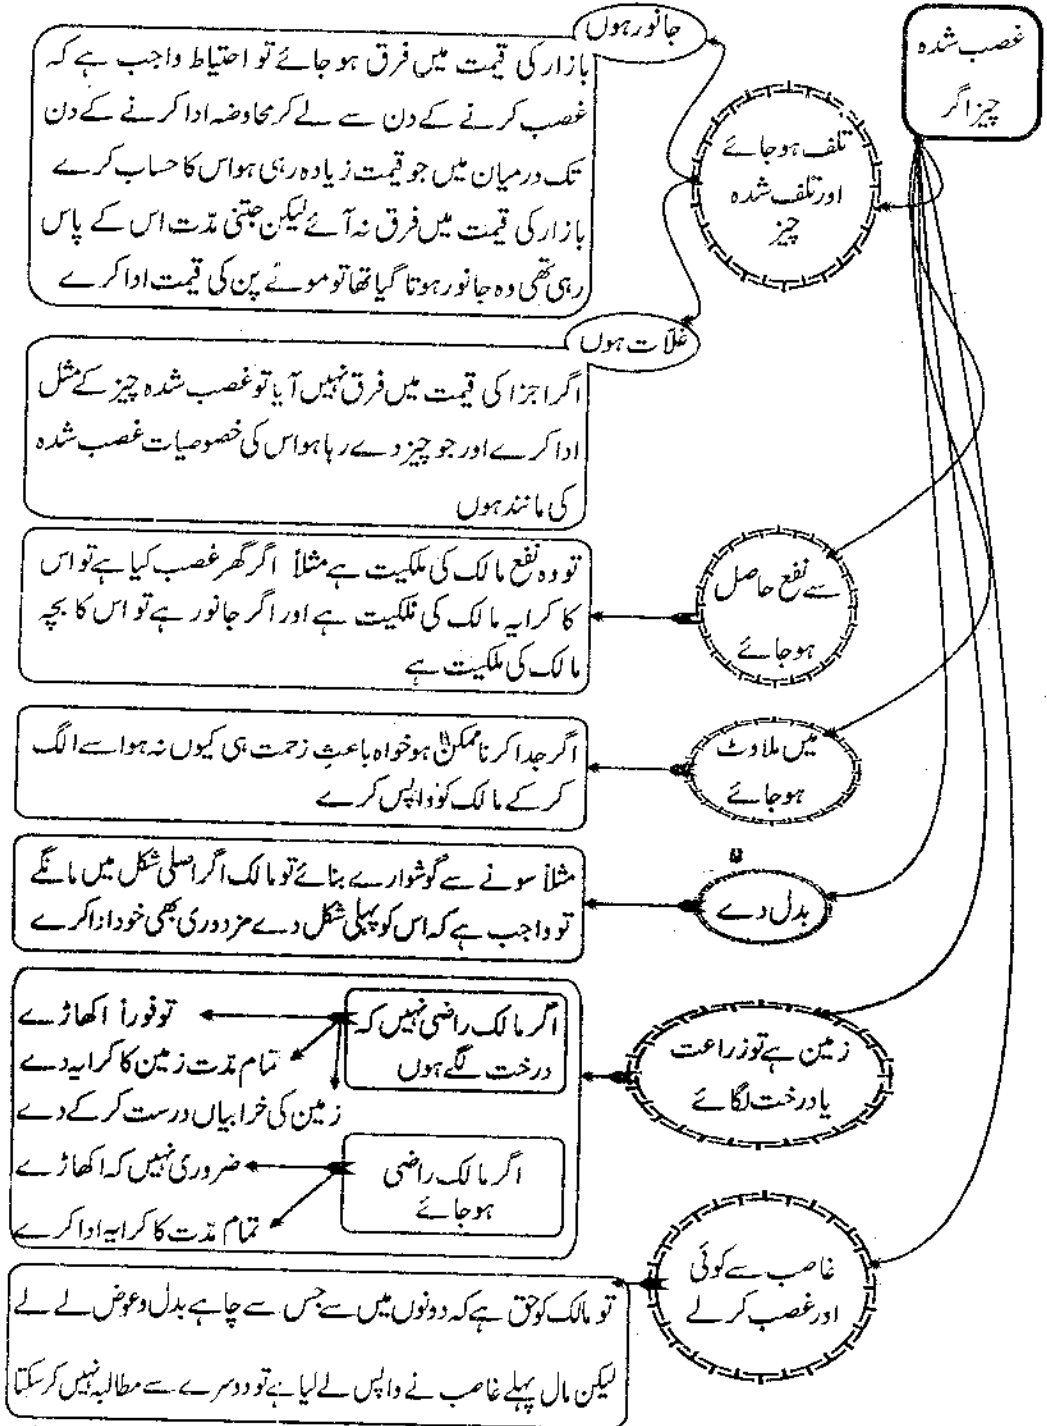 غصب شدہ
چیز اگر
تلف ہو جائے
اور تلف شدہ
چیز
جانور ہوں
بازار کی قیمت میں فرق ہو جائے تو احتیاط واجب ہے کہ
غصب کرنے کے دن سے لے کر معاوضہ ادا کرنے کے دن
تک درمیان میں جو قیمت زیادہ رہی ہو اس کا حساب کرے
بازار کی قیمت میں فرق نہ آئے لیکن جتنی مدّت اس کے پاس
رہی تھی وہ جانور ہوتا گیا تھا تو موٹے پن کی قیمت ادا کرے
غلّات ہوں
اگر اجزا کی قیمت میں فرق نہیں آیا تو غصب شدہ چیز کے مثل
ادا کرے اور جو چیز دے رہا ہو اس کی خصوصیات غصب شدہ
کی مانند ہوں
سے نفع حاصل
ہو جائے
تو وہ نفع مالک کی ملکیت ہے مثلاً اگر گھر غصب کیا ہے تو اس
کا کرایہ مالک کی ملکیت ہے اور اگر جانور ہے تو اس کا بچہ
مالک کی ملکیت ہے
میں ملاوٹ
ہو جائے
اگر جدا کرنا ممکن ہو خواہ باعثِ زحمت ہی کیوں نہ ہو اسے الگ
کر کے مالک کو واپس کرے
بدل دے
مثلاً سونے سے گوشوارے بنائے تو مالک اگر اصلی شکل میں مانگے
تو واجب ہے کہ اس کو پہلی شکل دے مزدوری بھی خود ادا کرے
زمین ہے تو زراعت
یا درخت لگائے
اگر مالک راضی نہیں کہ
درخت لگے ہوں
تو فوراً اکھاڑے
تمام مدّت زمین کا کرایہ دے
زمین کی خرابیاں درست کر کے دے
اگر مالک راضی
ہو جائے
ضروری نہیں کہ اکھاڑے
تمام مدّت کا کرایہ ادا کرے
غاصب سے کوئی
اور غصب کر لے
تو مالک کو حق ہے کہ دونوں میں سے جس سے چاہے بدل و عوض لے لے
لیکن مال پہلے غاصب نے واپس لے لیا ہے تو دوسرے سے مطالبہ نہیں کر سکتا